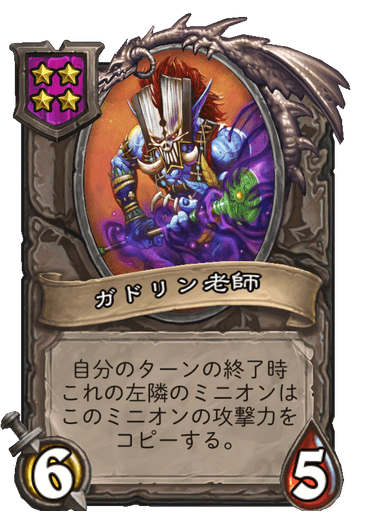 ガドリン老師
自分のターンの終了時
これの左隣のミニオンは
このミニオンの攻撃力を
コピーする。
6
5